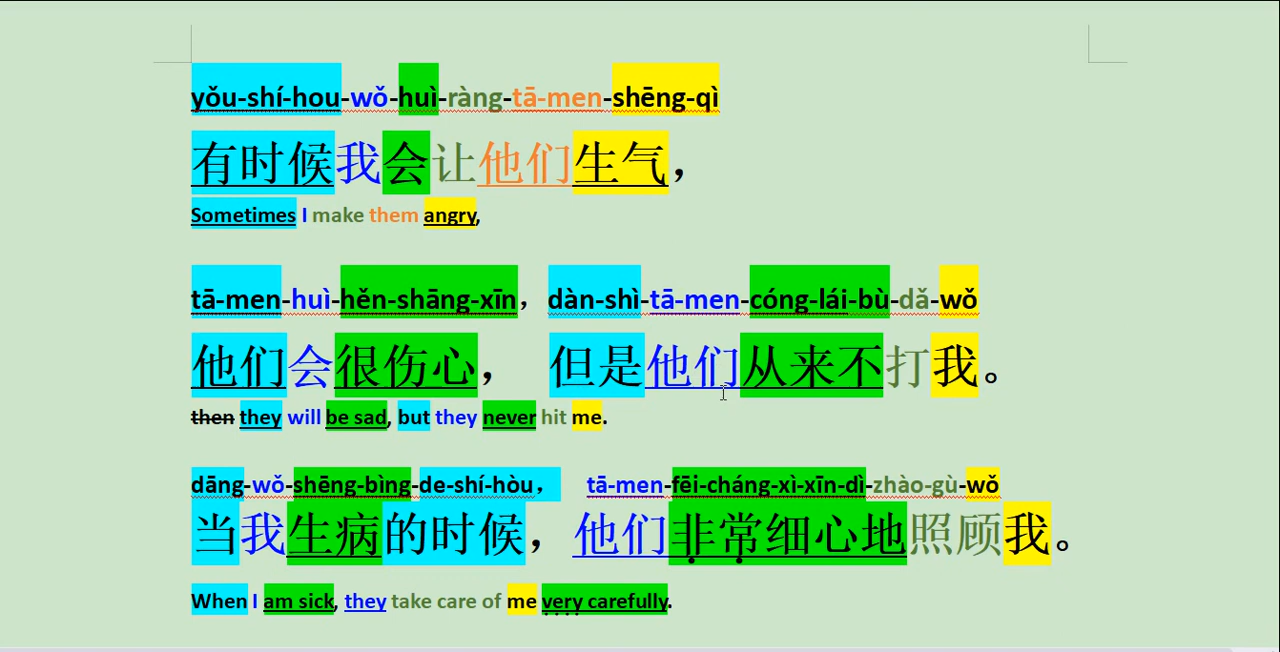 yǒu-shí-hou-wǒ-huì-ràng-tā-men-shēng-qì
有时候我会让他们生气，
Sometimes I make them angry,
tā-men-huì-hěn-shāng-xīn，dàn-shì-tā-men-cóng-lái-bù-dǎ-wǒ
他们会很伤心， 但是他们从来不打我。
then they will be sad, but they never hit me.
dāng-wǒ-shēng-bìng-de-shí-hòu， tā-men-fēi-cháng-xì-xīn-dì-zhào-gù-wǒ
当我生病的时候，他们非常细心地照顾我。
When I am sick, they take care of me very carefully.